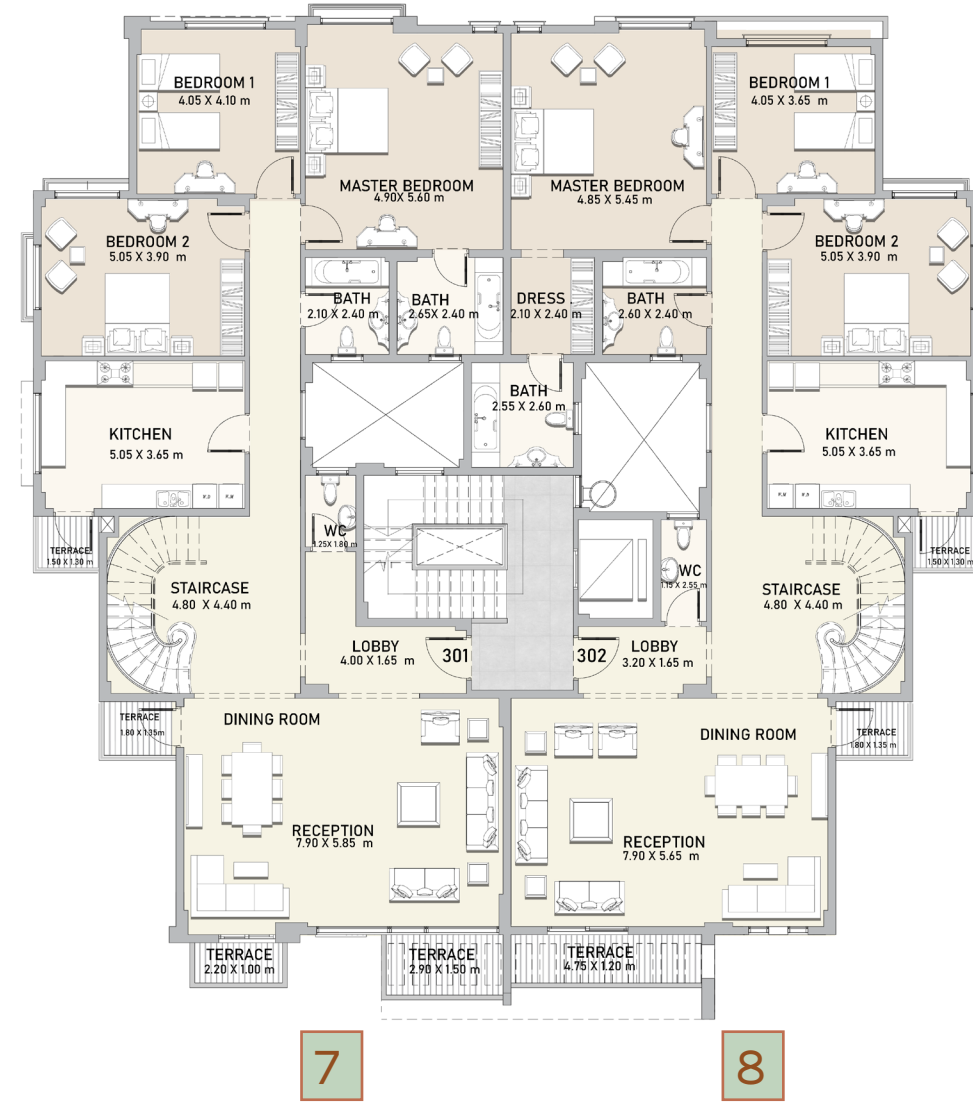 BEDROOM 1
4.05 X 4.10 m
BEDROOM 1
4.05 X 3.65 m
MASTER BEDROOM
4.90X 5.60 m
MASTER BEDROOM
4.85 X 5.45 m
BEDROOM 2
5.05 X 3.90 m
BEDROOM 2
5.05 X 3.90 m
BATH
2.10 X 2.40 m
BATH
2.65X 2.40 m
DRESS.
2.10 X 2.40 m
BATH
2.60 X 2.40 m
BATH
2.55 X 2.60 m
KITCHEN
5.05 X 3.65 m
KITCHEN
5.05 X 3.65 m
WC
1.25X 1.80 m
TERRACE
1.50 X 1.30 m
TERRACE
1.50 X 1.30 m
WC
1.15 X 2.55 m
STAIRCASE
4.80 X 4.40 m
STAIRCASE
4.80 X 4.40 m
LOBBY
4.00 X 1.65 m
301
302
LOBBY
3.20 X 1.65 m
TERRACE
1.80 X 1.35m
DINING ROOM
DINING ROOM
TERRACE
1.80 X 1.35 m
RECEPTION
7.90 X 5.85 m
RECEPTION
7.90 X 5.65 m
TERRACE
2.20 X 1.00 m
TERRACE
2.90 X 1.50 m
TERRACE
4.75 X 1.20 m
7
8